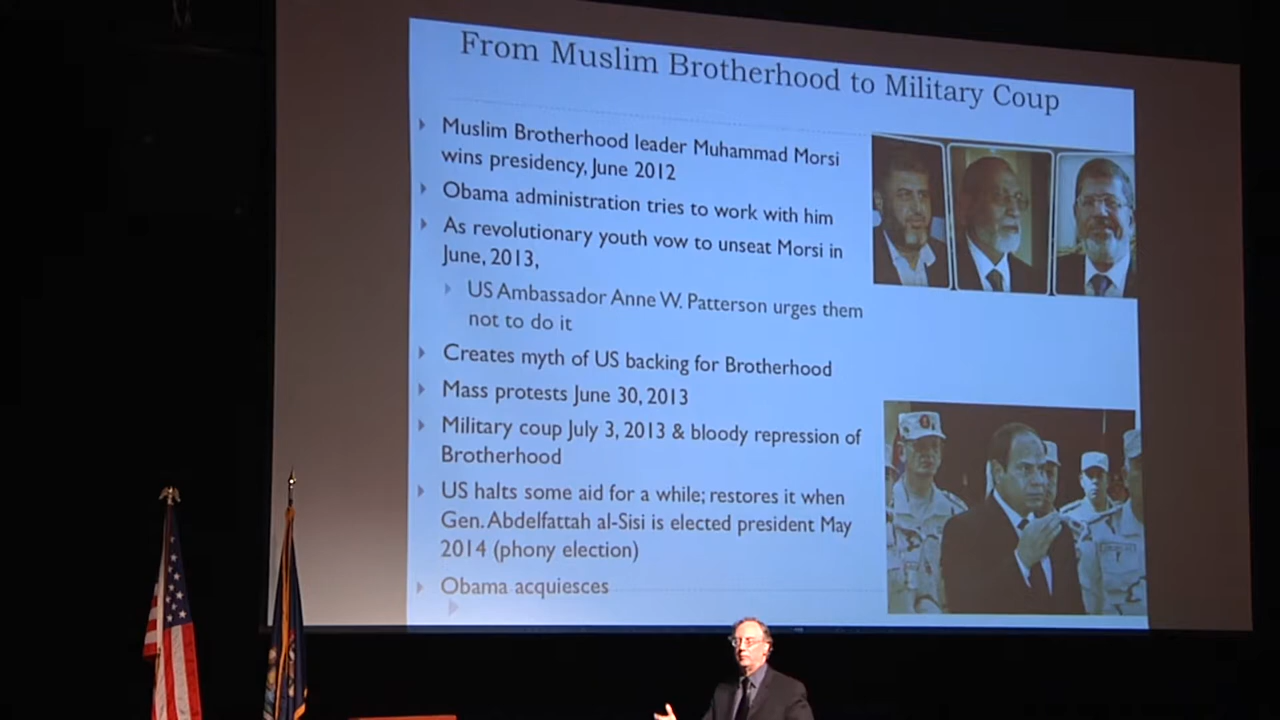 From Muslim Brotherhood to Military Coup
Muslim Brotherhood leader Muhammad Morsi
wins presidency, June 2012
Obama administration tries to work with him
As revolutionary youth vow to unseat Morsi in
June, 2013,
US Ambassador Anne W. Patterson urges them
not to do it
Creates myth of US backing for Brotherhood
Mass protests June 30, 2013
Military coup July 3, 2013 & bloody repression of
Brotherhood
US halts some aid for a while; restores it when
Gen. Abdelfattah al-Sisi is elected president May
2014 (phony election)
Obama acquiesces